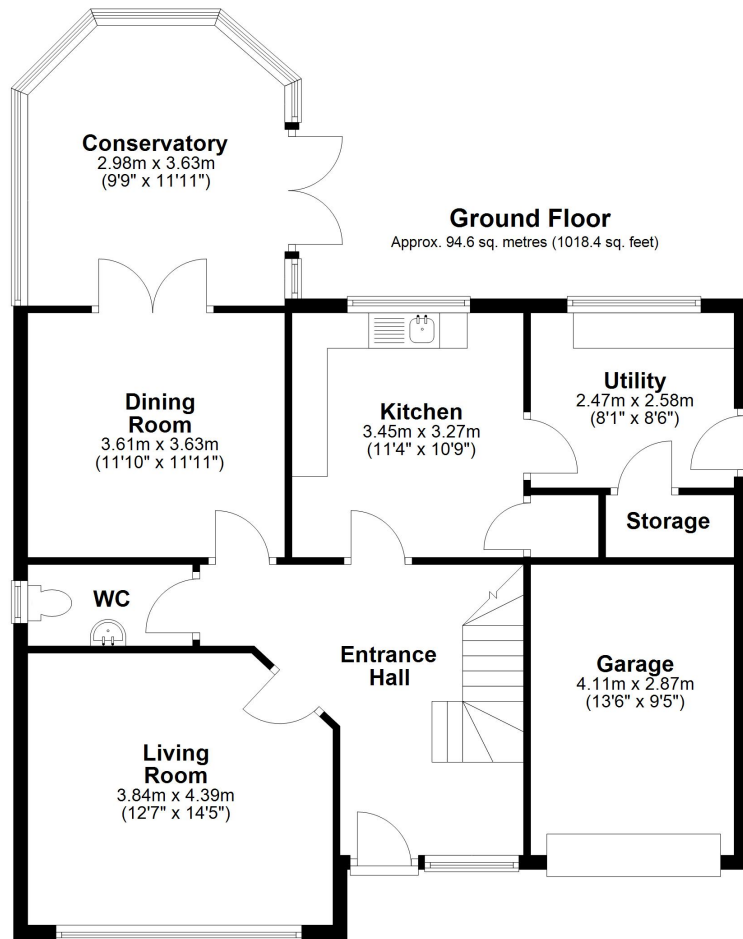 Conservatory
2.98m x 3.63m
(9'9" x 11'11")
Ground Floor
Approx. 94.6 sq. metres (1018.4 sq. feet)
Dining
Room
3.61m x 3.63m
(11'10" x 11'11")
Kitchen
3.45m x 3.27m
(11'4" x 10'9")
Utility
2.47m x 2.58m
(8'1" x 8'6")
Storage
WC
Entrance
Hall
Garage
4.11m x 2.87m
(13'6" x 9'5")
Living
Room
3.84m x 4.39m
(12'7" x 14'5")